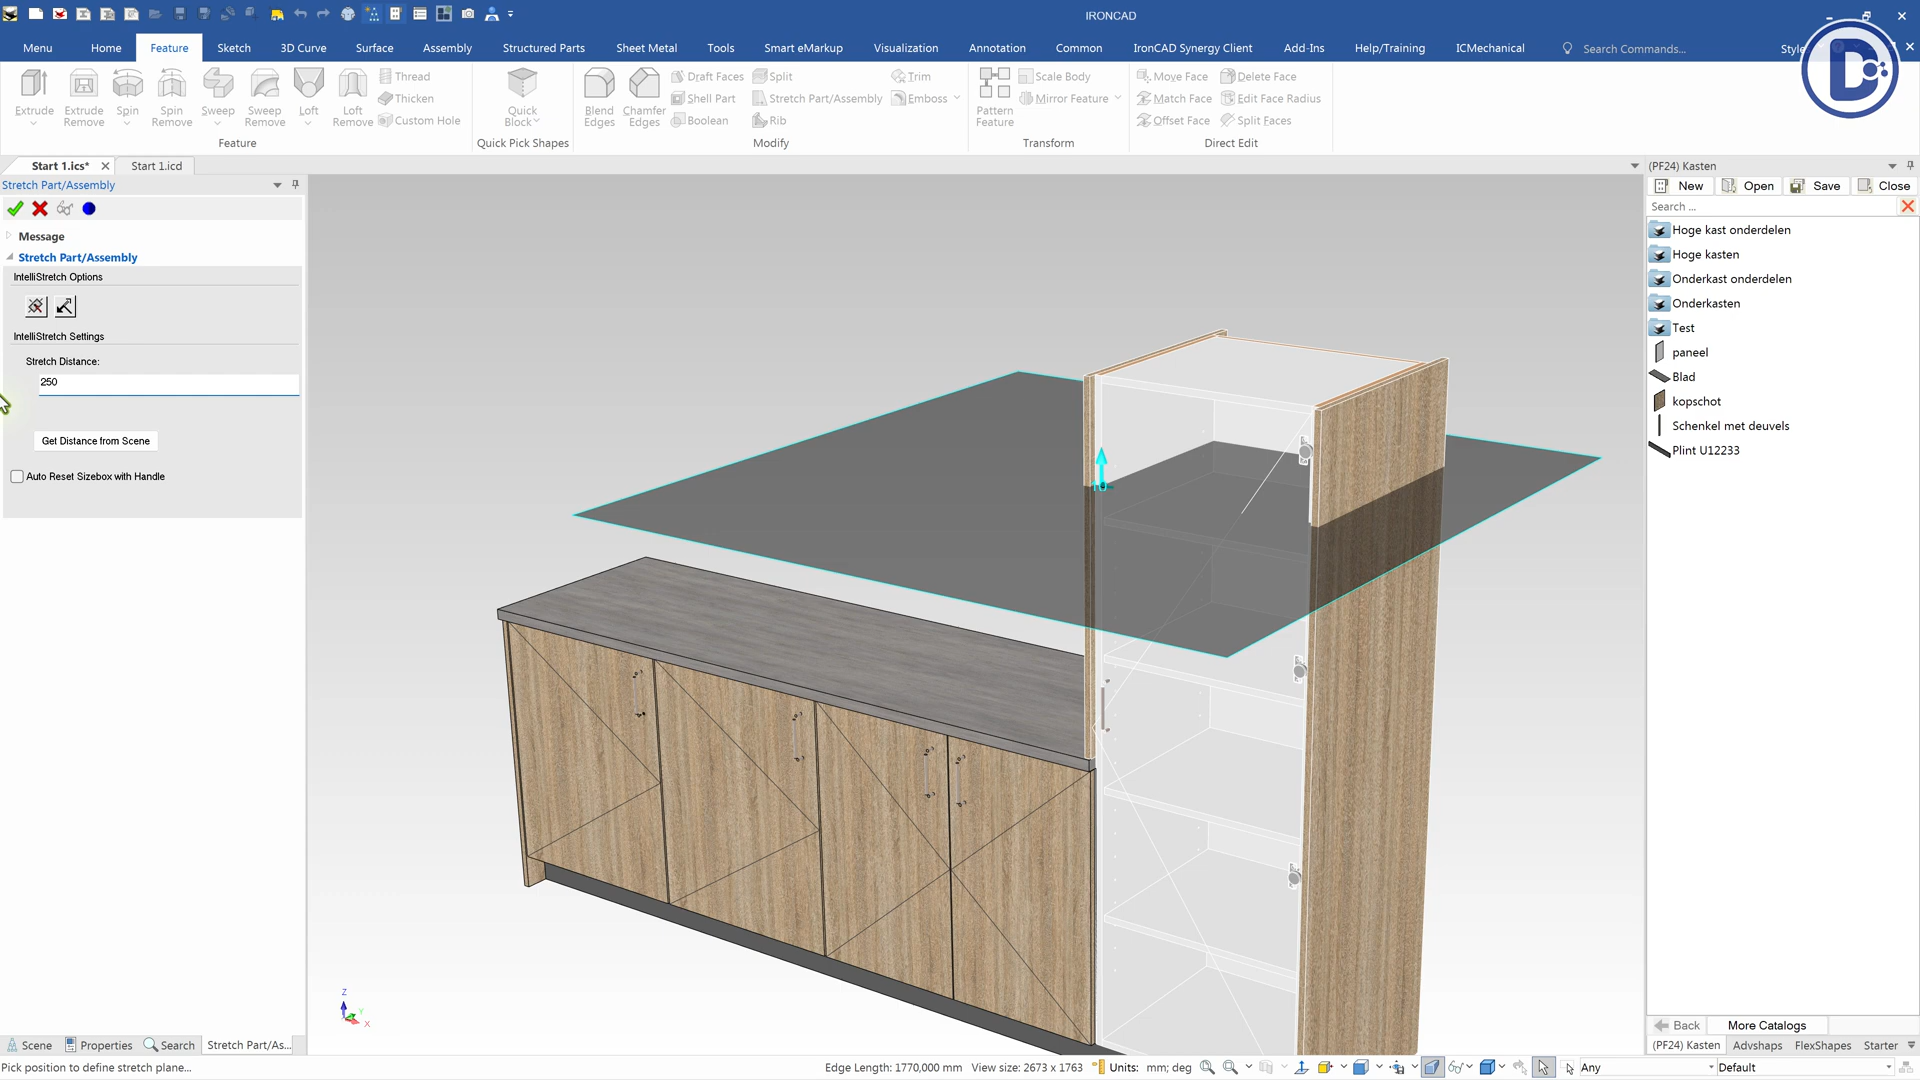 IRONCAD
Menu Home Feature Sketch 3D Curve Surface Assembly Structured Parts Sheet Metal Tools Smart eMarkup Visualization Annotation Common IronCAD Synergy Client Add-Ins Help/Training ICMechanical Search Commands... Style
Extrude Extrude Remove Spin Spin Remove Sweep Sweep Remove Loft Loft Remove Thread Thicken Custom Hole
Feature
Quick Block
Quick Pick Shapes
Blend Edges Chamfer Edges Draft Faces Shell Part Boolean Split Stretch Part/Assembly Rib Trim Emboss
Modify
Pattern Feature Scale Body Mirror Feature
Transform
Move Face Match Face Offset Face Delete Face Edit Face Radius Split Faces
Direct Edit
Start 1.ics* Start 1.icd
Stretch Part/Assembly
Message
Stretch Part/Assembly
IntelliStretch Options
IntelliStretch Settings
Stretch Distance:
250
Get Distance from Scene
Auto Reset Sizebox with Handle
Z
X
(PF24) Kasten
New Open Save Close
Search ...
Hoge kast onderdelen
Hoge kasten
Onderkast onderdelen
Onderkasten
Test
paneel
Blad
kopschot
Schenkel met deuvels
Plint U12233
Back More Catalogs
(PF24) Kasten Advshaps FlexShapes Starter
Scene Properties Search Stretch Part/As...
Pick position to define stretch plane...
Edge Length: 1770,000 mm View size: 2673 x 1763 Units: mm; deg Any Default